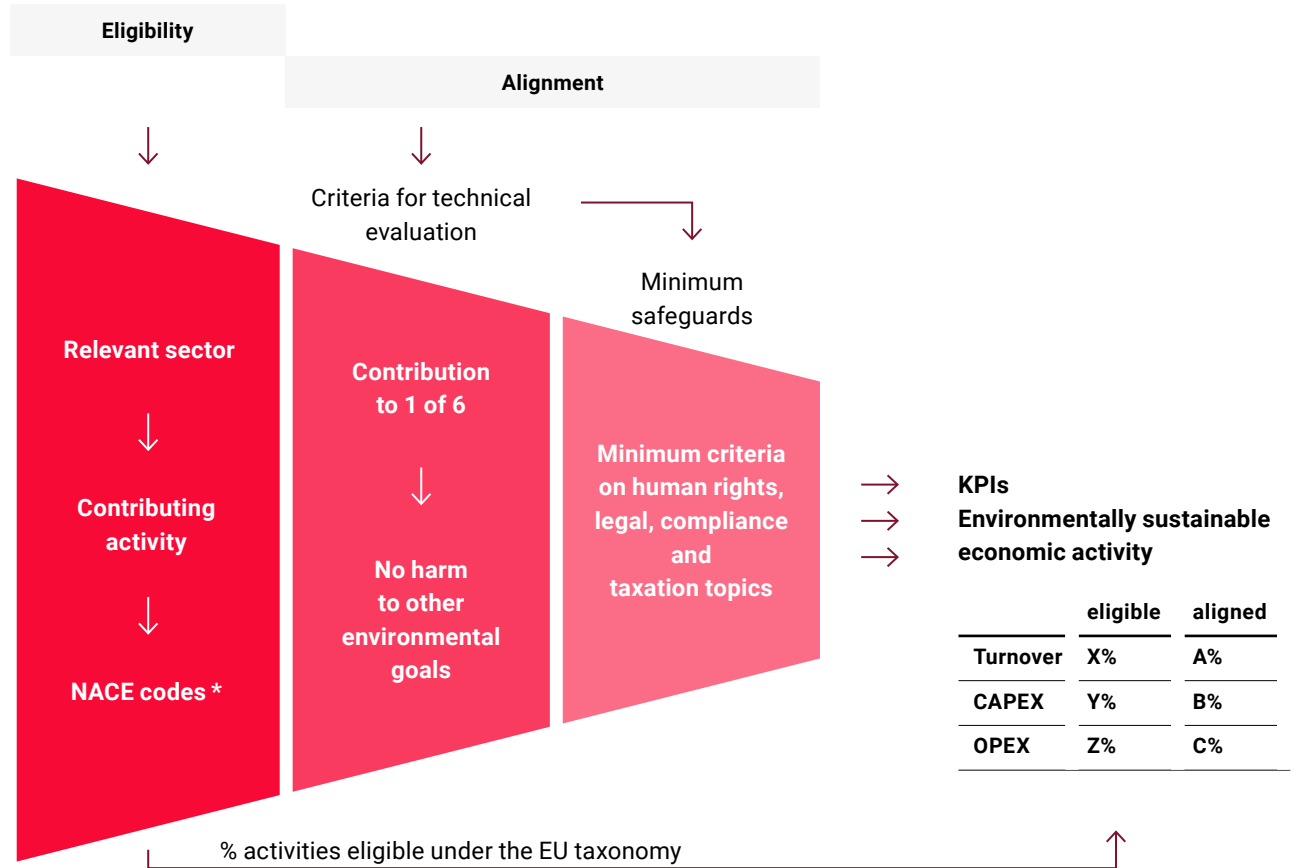 Eligibility
Alignment
Criteria for technical
evaluation
Minimum
safeguards
Relevant sector
Contributing
activity
NACE codes *
Contribution
to 1 of 6
No harm
to other
environmental
goals
Minimum criteria
on human rights,
legal, compliance
and
taxation topics
KPIs
Environmentally sustainable
economic activity
eligible aligned
Turnover X% A%
CAPEX Y% B%
OPEX Z% C%
% activities eligible under the EU taxonomy